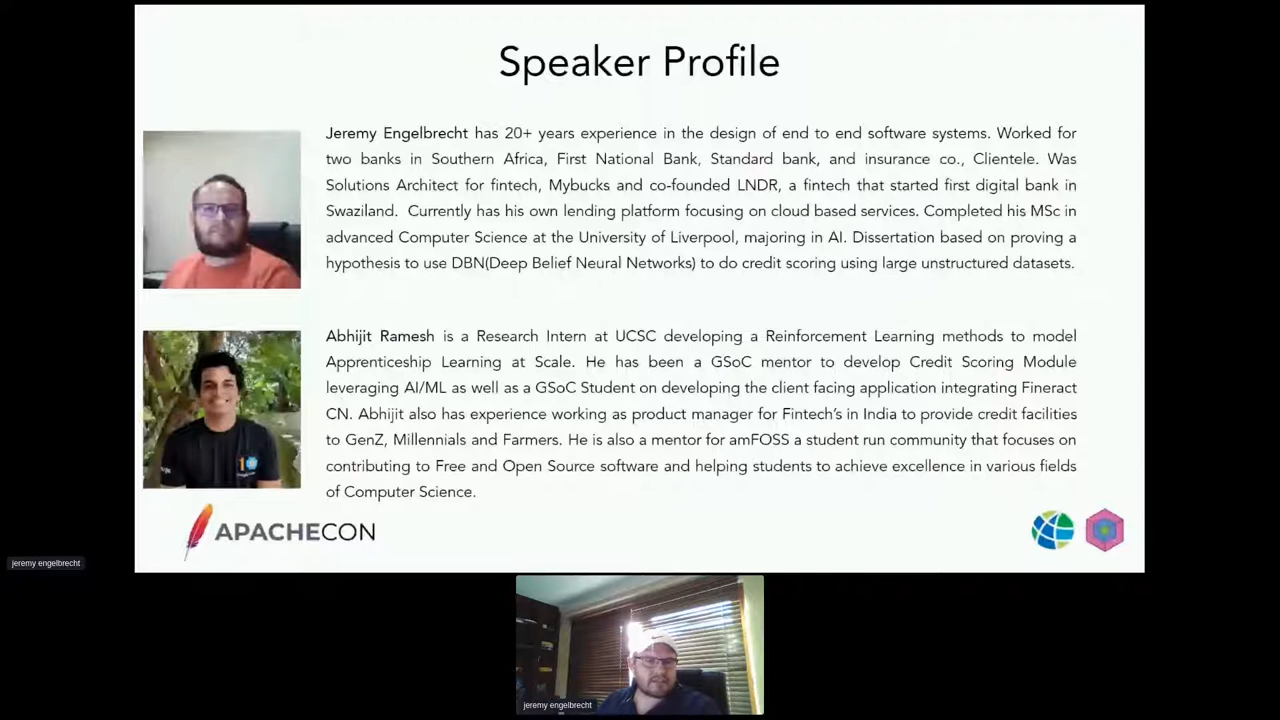 Speaker Profile
Jeremy Engelbrecht has 20+ years experience in the design of end to end software systems. Worked for
two banks in Southern Africa, First National Bank, Standard bank, and insurance co., Clientele. Was
Solutions Architect for fintech, Mybucks and co-founded LNDR, a fintech that started first digital bank in
Swaziland. Currently has his own lending platform focusing on cloud based services. Completed his MSc in
advanced Computer Science at the University of Liverpool, majoring in AI. Dissertation based on proving a
hypothesis to use DBN(Deep Belief Neural Networks) to do credit scoring using large unstructured datasets.
Abhijit Ramesh is a Research Intern at UCSC developing a Reinforcement Learning methods to model
Apprenticeship Learning at Scale. He has been a GSoC mentor to develop Credit Scoring Module
leveraging AI/ML as well as a GSoC Student on developing the client facing application integrating Fineract
CN. Abhijit also has experience working as product manager for Fintech's in India to provide credit facilities
to GenZ, Millennials and Farmers. He is also a mentor for amFOSS a student run community that focuses on
contributing to Free and Open Source software and helping students to achieve excellence in various fields
of Computer Science.
APACHECON
jeremy engelbrecht
jeremy engelbrecht